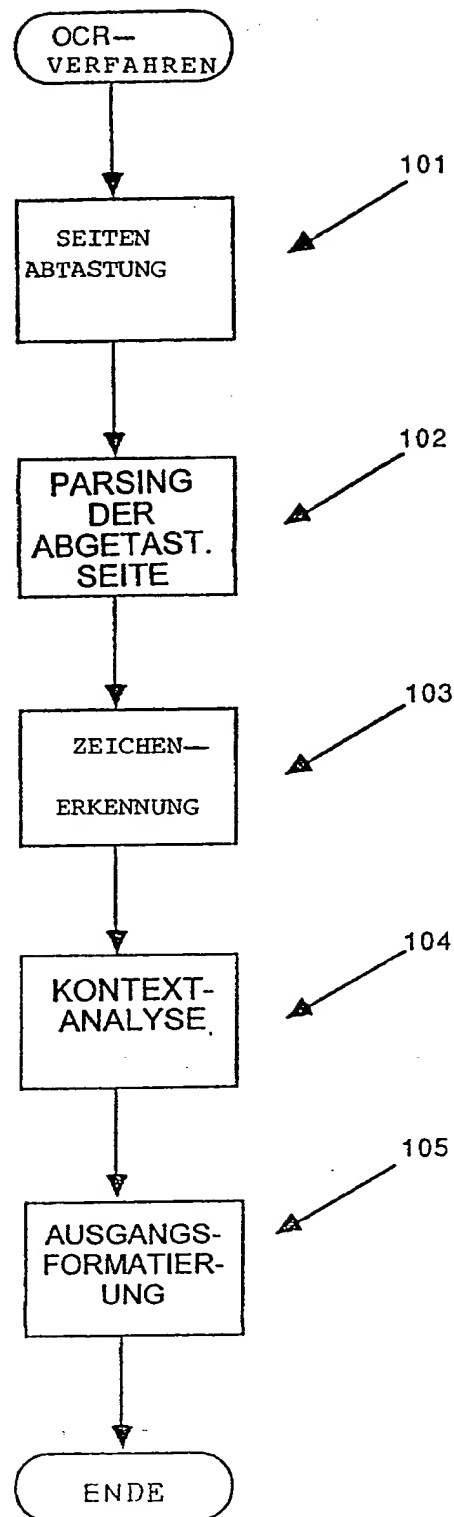 OCR—
VERFAHREN
101
SEITEN
ABTASTUNG
102
PARSING
DER
ABGETAST.
SEITE
103
ZEICHEN—
ERKENNUNG
104
KONTEXT-
ANALYSE
105
AUSGANGS-
FORMATIER-
UNG
ENDE